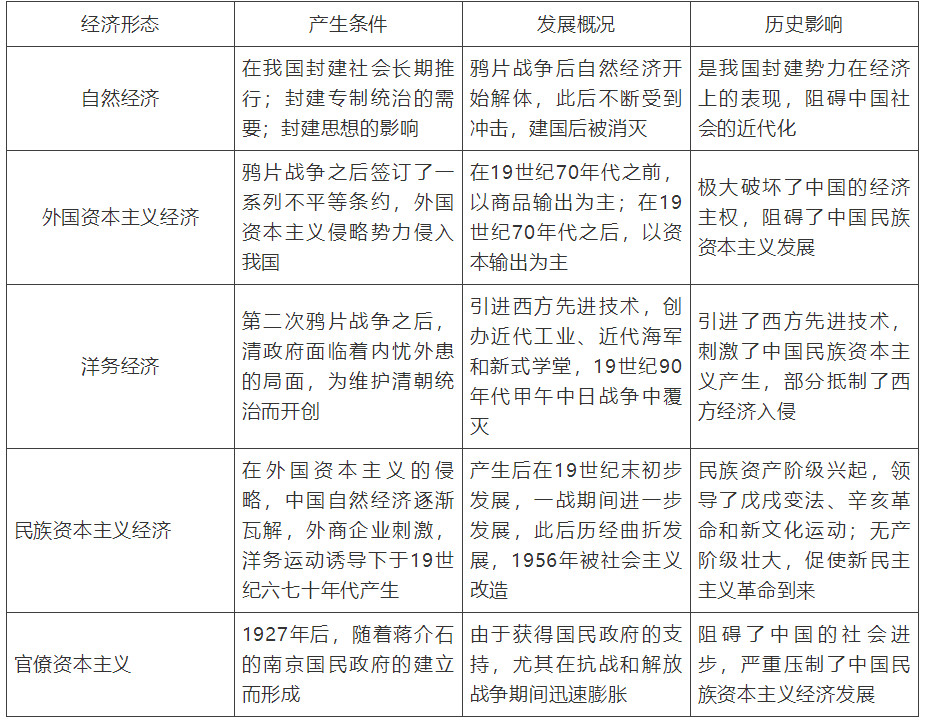 经济形态
产生条件
发展概况
历史影响
自然经济
在我国封建社会长期推
行；封建专制统治的需
要；封建思想的影响
鸦片战争后自然经济开
始解体，此后不断受到
冲击，建国后被消灭
是我国封建势力在经济
上的表现，阻碍中国社
会的近代化
外国资本主义经济
鸦片战争之后签订了一
系列不平等条约，外国
资本主义侵略势力侵入
我国
在19世纪70年代之前，
以商品输出为主；在19
世纪70年代之后，以资
本输出为主
极大破坏了中国的经济
主权，阻碍了中国民族
资本主义发展
洋务经济
第二次鸦片战争之后，
清政府面临着内忧外患
的局面，为维护清朝统
治而开创
引进西方先进技术，创
办近代工业、近代海军
和新式学堂，19世纪90
年代甲午中日战争中覆
灭
引进了西方先进技术，
刺激了中国民族资本主
义产生，部分抵制了西
方经济入侵
民族资本主义经济
在外国资本主义的侵
略，中国自然经济逐渐
瓦解，外商企业刺激，
洋务运动诱导下于19世
纪六七十年代产生
产生后在19世纪末初步
发展，一战期间进一步
发展，此后历经曲折发
展，1956年被社会主义
改造
民族资产阶级兴起，领
导了戊戌变法、辛亥革
命和新文化运动；无产
阶级壮大，促使新民主
主义革命到来
官僚资本主义
1927年后，随着蒋介石
的南京国民政府的建立
而形成
由于获得国民政府的支
持，尤其在抗战和解放
战争期间迅速膨胀
阻碍了中国的社会进
步，严重压制了中国民
族资本主义经济发展